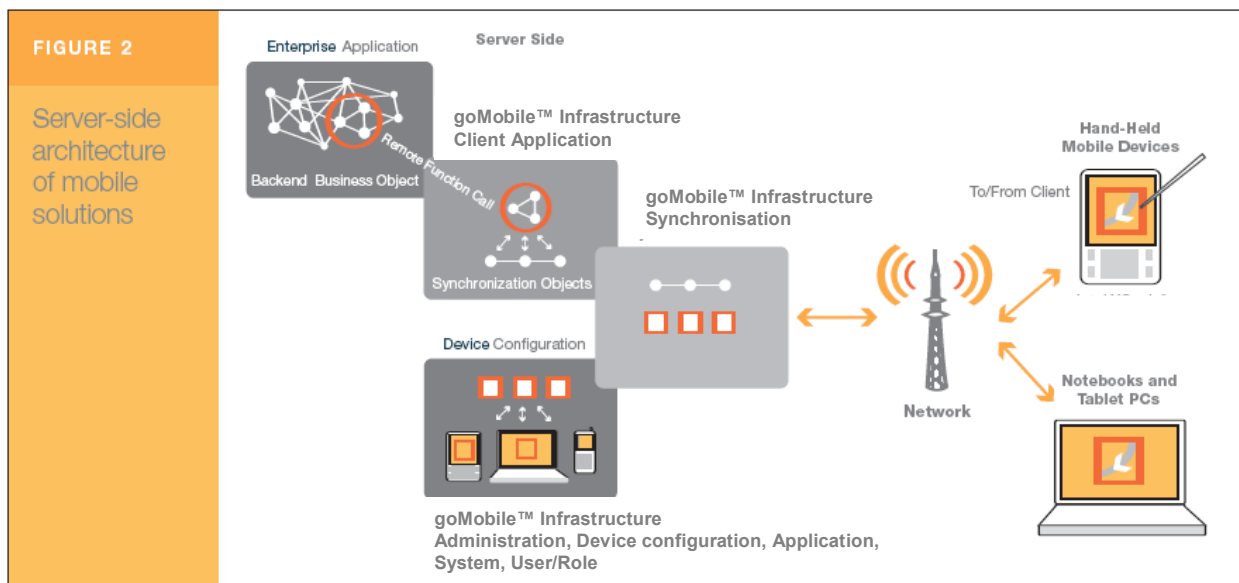 FIGURE 2
Server-side
architecture
of mobile
solutions
Enterprise Application
Server Side
Backend Business Object
Remote Function Call
goMobile™ Infrastructure
Client Application
Synchronization Objects
goMobile™ Infrastructure
Synchronisation
Device Configuration
goMobile™ Infrastructure
Administration, Device configuration, Application,
System, User/Role
Network
To/From Client
Hand-Held
Mobile Devices
Notebooks and
Tablet PCs